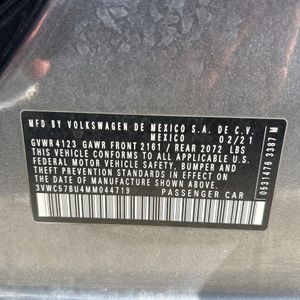 MFD BY VOLKSWAGEN DE MEXICO S.A. DE C.V.
MEXICO 02/21
GVWR 4123 GAWR FRONT 2161 / REAR 2072 LBS
THIS VEHICLE CONFORMS TO ALL APPLICABLE U.S.
FEDERAL MOTOR VEHICLE SAFETY, BUMPER AND
THEFT PREVENTION STANDARDS IN EFFECT ON THE
DATE OF MANUFACTURE SHOWN ABOVE
3VWC57BU4MM044719 PASSENGER CAR
0631476 3387 M